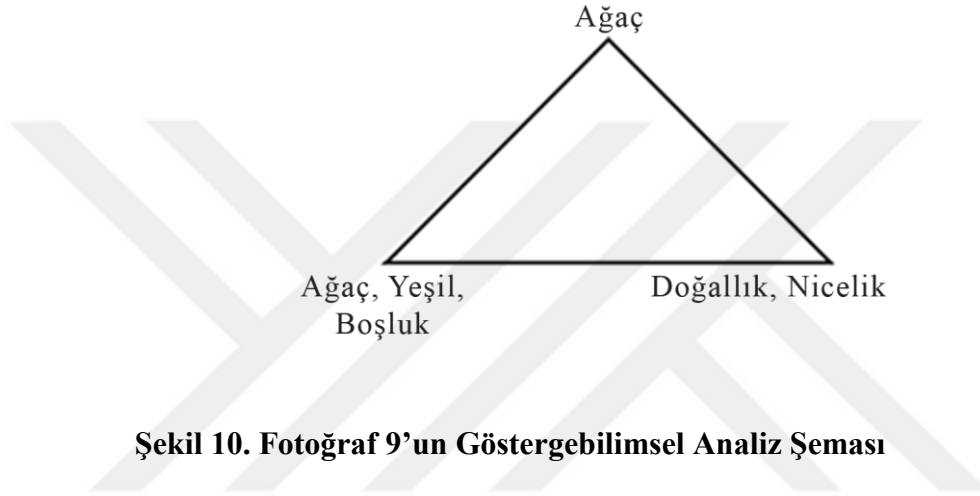 Ağaç
Ağaç, Yeşil,
Boşluk
Doğallık, Nicelik
Şekil 10. Fotoğraf 9’un Göstergebilimsel Analiz Şeması